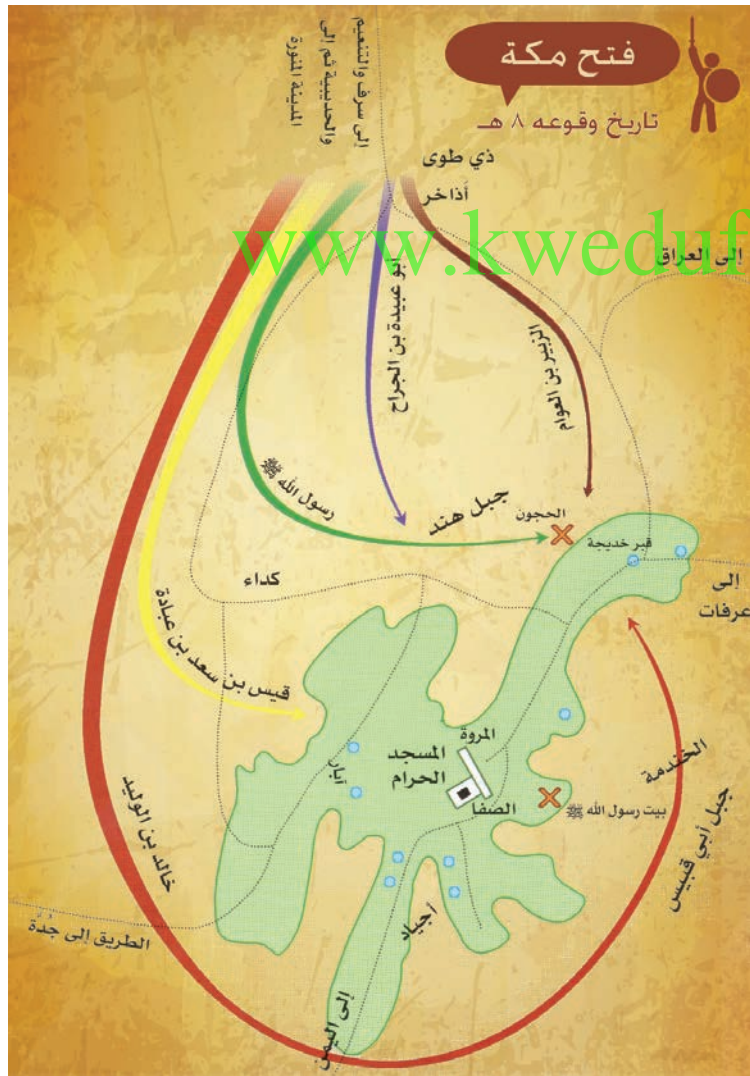 فتح مكة
تاريخ وقوعه ٨ هـ
إلى سرف والتنعيم
والحديبية ثم إلى
المدينة المنورة
ذي طوى
أذاخر
www.kweduf
إلى العراق
أبو عبيدة بن الجراح
الزبير بن العوام
رسول الله ﷺ
جبل هند
الحجون
قبر خديجة
إلى
عرفات
كداء
قيس بن سعد بن عبادة
المروة
المسجد
الحرام
آبار
الصفا
بيت رسول الله ﷺ
الخندمة
جبل أبي قبيس
خالد بن الوليد
أجياد
الطريق إلى جدة
إلى اليمن